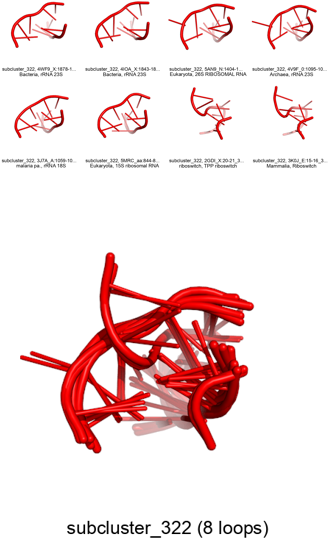 subcluster_322, 4WF9_X:1878-1...
Bacteria, rRNA 23S
subcluster_322, 4IOA_X:1843-18...
Bacteria, rRNA 23S
subcluster_322, 5AN9_N:1404-1...
Eukaryota, 26S RIBOSOMAL RNA
subcluster_322, 4V9F_0:1095-10...
Archaea, rRNA 23S
subcluster_322, 3J7A_A:1059-10...
malaria pa., rRNA 18S
subcluster_322, 5MRC_aa:844-8...
Eukaryota, 15S ribosomal RNA
subcluster_322, 2GDI_X:20-21_3...
riboswitch, TPP riboswitch
subcluster_322, 3K0J_E:15-16_3...
Mammalia, Riboswitch
subcluster_322 (8 loops)